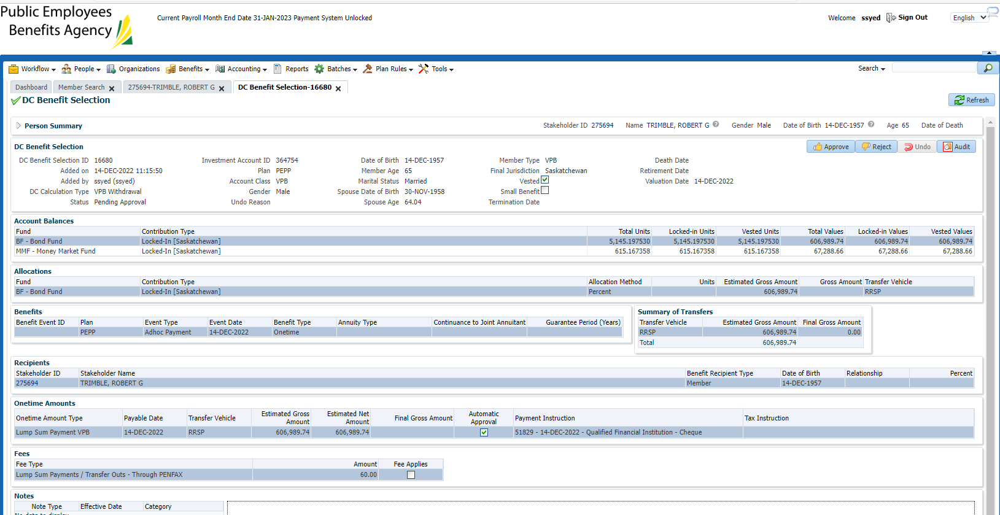 Public Employees
Benefits Agency
Current Payroll Month End Date 31-JAN-2023 Payment System Unlocked
Welcome ssyed Sign Out English
Workflow People Organizations Benefits Accounting Reports Batches Plan Rules Tools Search
Dashboard Member Search 275694-TRIMBLE, ROBERT G DC Benefit Selection-16680
DC Benefit Selection Refresh
Person Summary Stakeholder ID 275694 Name TRIMBLE, ROBERT G Gender Male Date of Birth 14-DEC-1957 Age 65 Date of Death
DC Benefit Selection Approve Reject Undo Audit
DC Benefit Selection ID 16680 Investment Account ID 364754 Date of Birth 14-DEC-1957 Member Type VPB Death Date
Added on 14-DEC-2022 11:15:50 Plan PEPP Member Age 65 Final Jurisdiction Saskatchewan Retirement Date
Added by ssyed (ssyed) Account Class VPB Marital Status Married Vested Valuation Date 14-DEC-2022
DC Calculation Type VPB Withdrawal Gender Male Spouse Date of Birth 30-NOV-1958 Small Benefit
Status Pending Approval Undo Reason Spouse Age 64.04 Termination Date
Account Balances
Fund Contribution Type Total Units Locked-in Units Vested Units Total Values Locked-in Values Vested Values
BF - Bond Fund Locked-In [Saskatchewan] 5,145.197530 5,145.197530 5,145.197530 606,989.74 606,989.74 606,989.74
MMF - Money Market Fund Locked-In [Saskatchewan] 615.167358 615.167358 615.167358 67,288.66 67,288.66 67,288.66
Allocations
Fund Contribution Type Allocation Method Units Estimated Gross Amount Gross Amount Transfer Vehicle
BF - Bond Fund Locked-In [Saskatchewan] Percent 606,989.74 RRSP
Benefits
Benefit Event ID Plan Event Type Event Date Benefit Type Annuity Type Continuance to Joint Annuitant Guarantee Period (Years)
PEPP Adhoc Payment 14-DEC-2022 Onetime
Summary of Transfers
Transfer Vehicle Estimated Gross Amount Final Gross Amount
RRSP 606,989.74 0.00
Total 606,989.74
Recipients
Stakeholder ID Stakeholder Name Benefit Recipient Type Date of Birth Relationship Percent
275694 TRIMBLE, ROBERT G Member 14-DEC-1957
Onetime Amounts
Onetime Amount Type Payable Date Transfer Vehicle Estimated Gross Amount Estimated Net Amount Final Gross Amount Automatic Approval Payment Instruction Tax Instruction
Lump Sum Payment VPB 14-DEC-2022 RRSP 606,989.74 606,989.74 51829 - 14-DEC-2022 - Qualified Financial Institution - Cheque
Fees
Fee Type Amount Fee Applies
Lump Sum Payments / Transfer Outs - Through PENFAX 60.00
Notes
Note Type Effective Date Category
No data to display